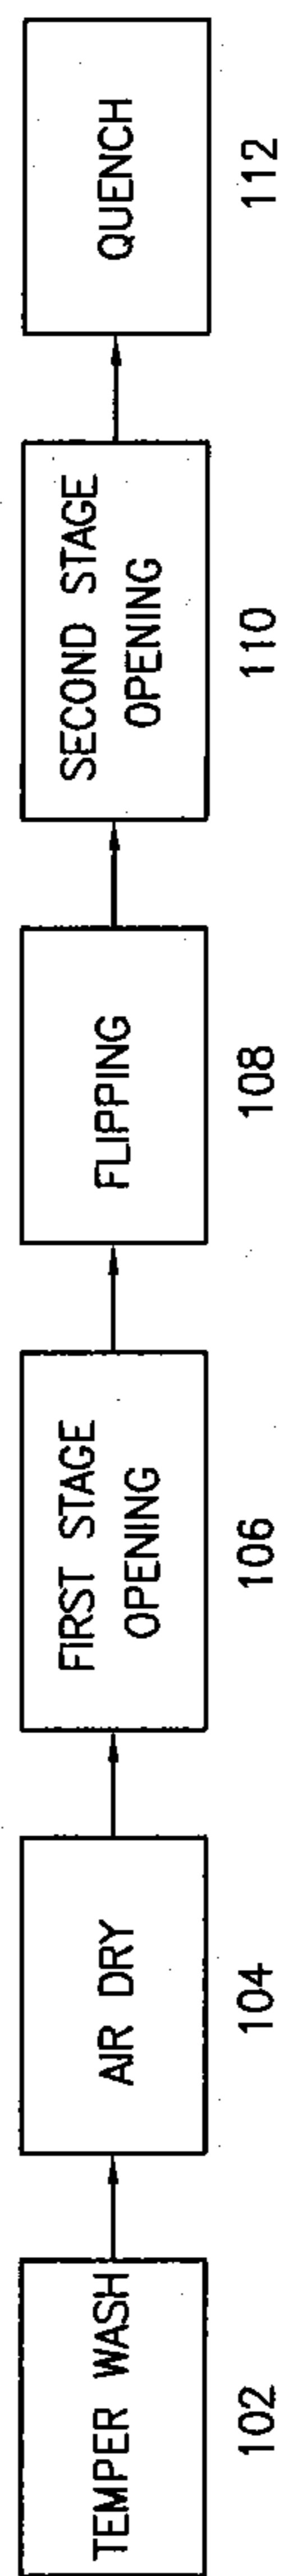 TEMPER WASH
102
AIR DRY
104
FIRST STAGE
OPENING
106
FLIPPING
108
SECOND STAGE
OPENING
110
QUENCH
112